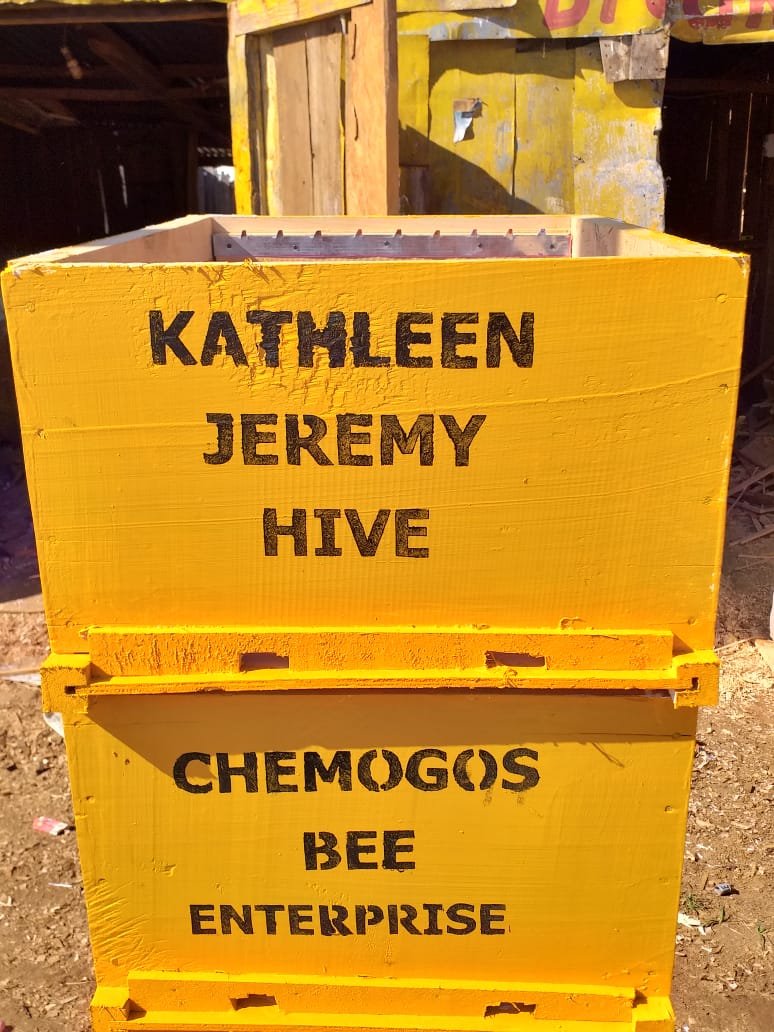 KATHLEEN
JEREMY
HIVE
CHEMOGOS
BEE
ENTERPRISE